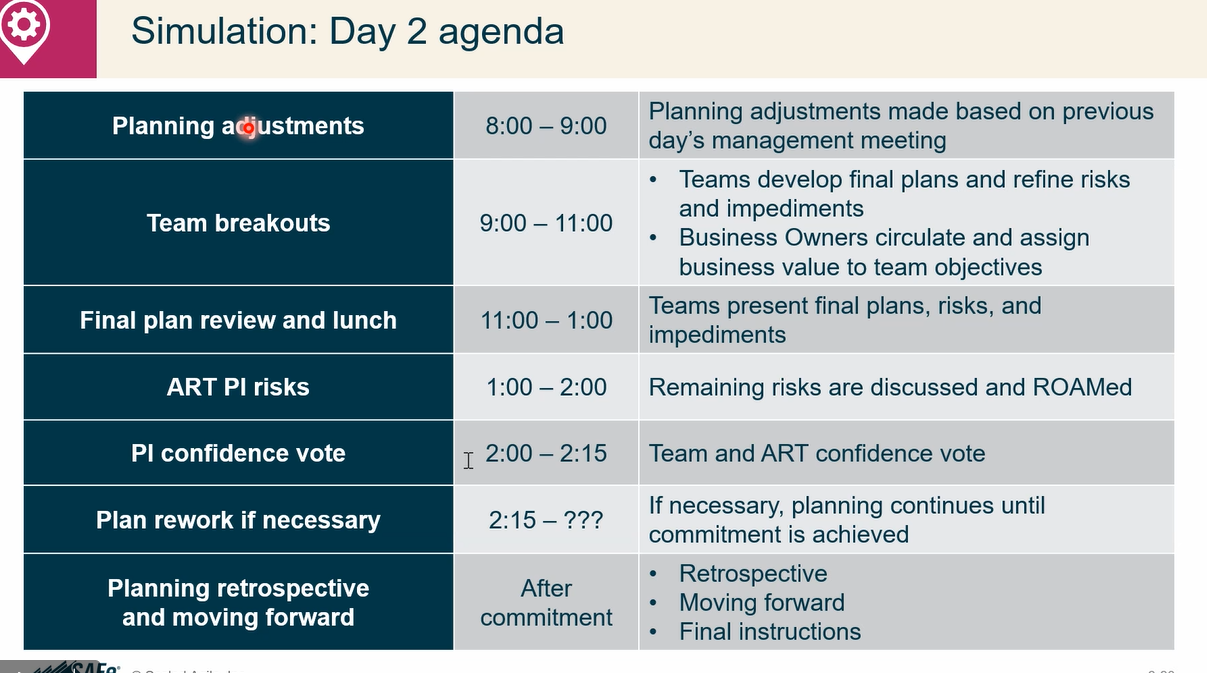 Simulation: Day 2 agenda
Planning adjustments
8:00 – 9:00
Planning adjustments made based on previous
day’s management meeting
Team breakouts
9:00 – 11:00
• Teams develop final plans and refine risks
and impediments
• Business Owners circulate and assign
business value to team objectives
Final plan review and lunch
11:00 – 1:00
Teams present final plans, risks, and
impediments
ART PI risks
1:00 – 2:00
Remaining risks are discussed and ROAMed
PI confidence vote
2:00 – 2:15
Team and ART confidence vote
Plan rework if necessary
2:15 – ???
If necessary, planning continues until
commitment is achieved
Planning retrospective
and moving forward
After
commitment
• Retrospective
• Moving forward
• Final instructions
SAFe